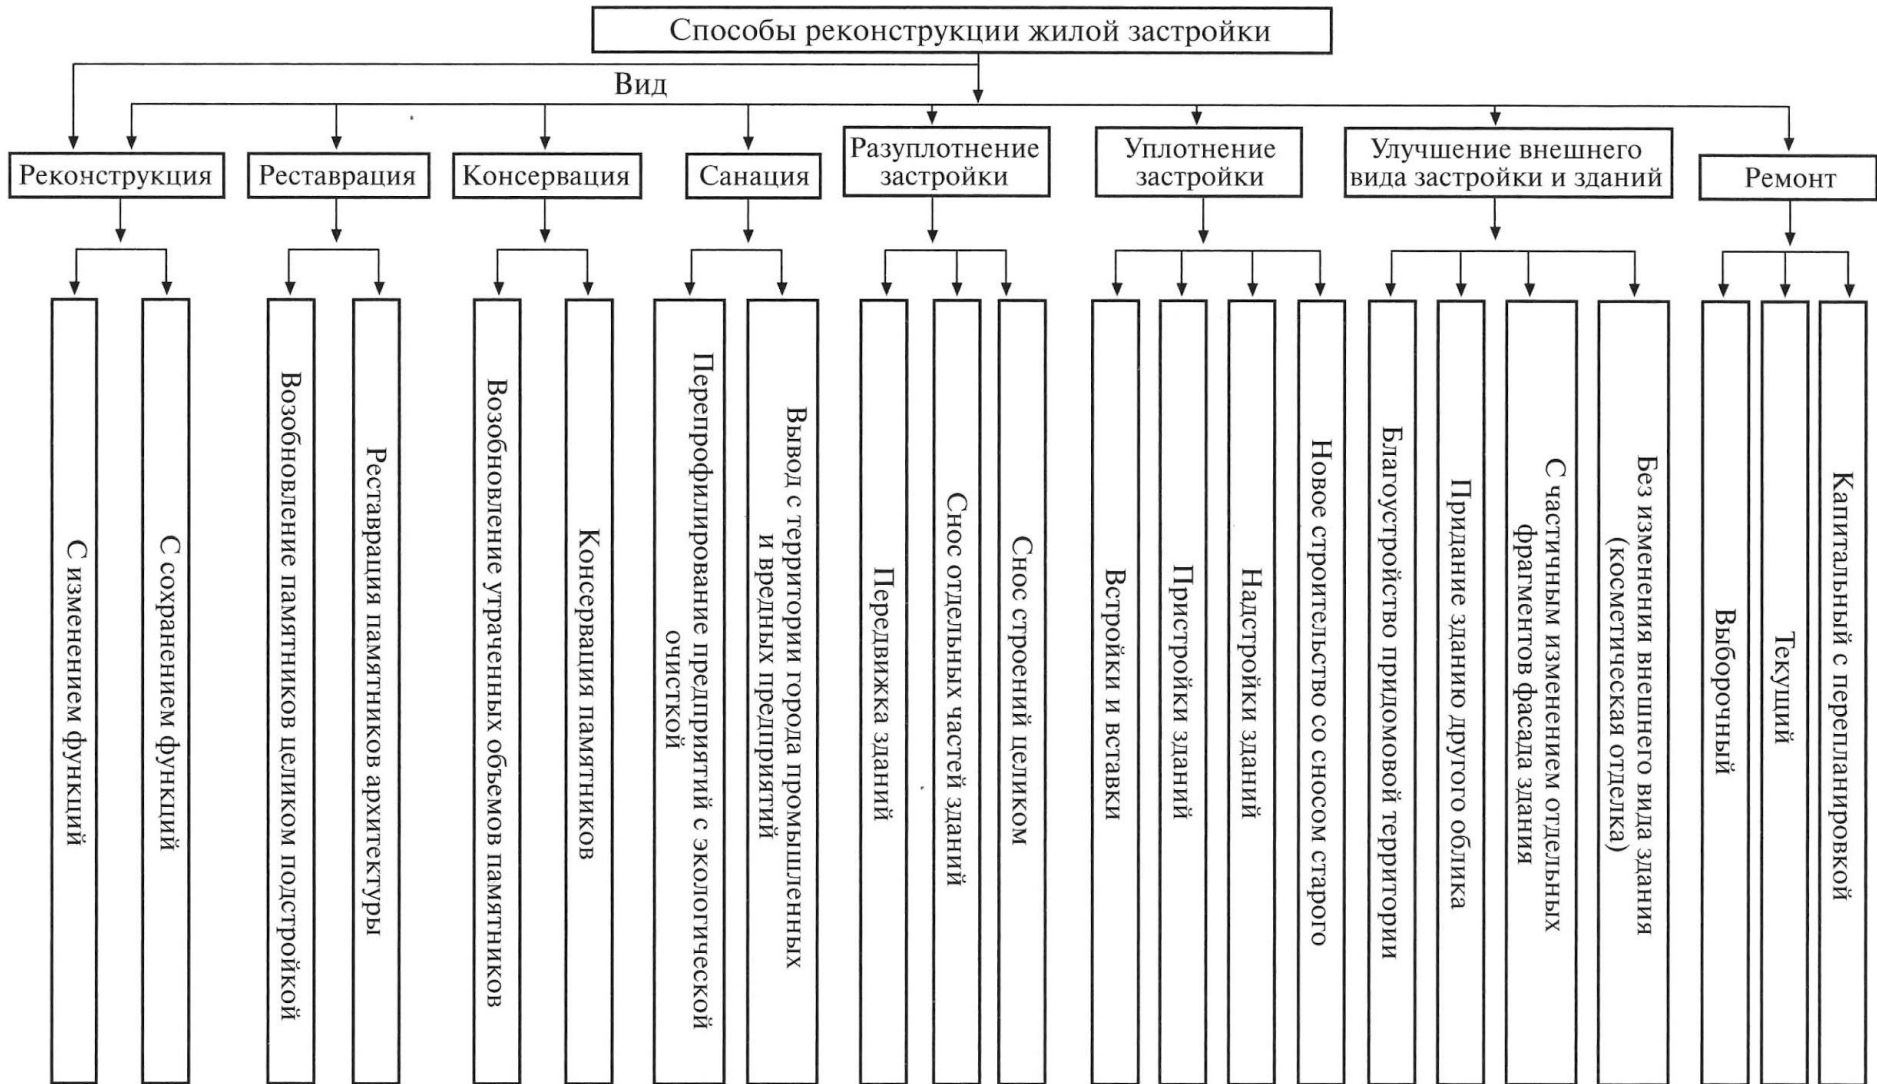 Способы реконструкции жилой застройки
Вид
Реконструкция
Реставрация
Консервация
Санация
Разуплотнение
застройки
Уплотнение
застройки
Улучшение внешнего
вида застройки и зданий
Ремонт
С изменением функций
С сохранением функций
Возобновление памятников целиком подстройкой
Реставрация памятников архитектуры
Возобновление утраченных объемов памятников
Консервация памятников
Перепрофилирование предприятий с экологической
очисткой
Вывод с территории города промышленных
и вредных предприятий
Передвижка зданий
Снос отдельных частей зданий
Снос строений целиком
Встройки и вставки
Пристройки зданий
Надстройки зданий
Новое строительство со сносом старого
Благоустройство придомовой территории
Придание зданию другого облика
С частичным изменением отдельных
фрагментов фасада здания
Без изменения внешнего вида здания
(косметическая отделка)
Выборочный
Текущий
Капитальный с перепланировкой